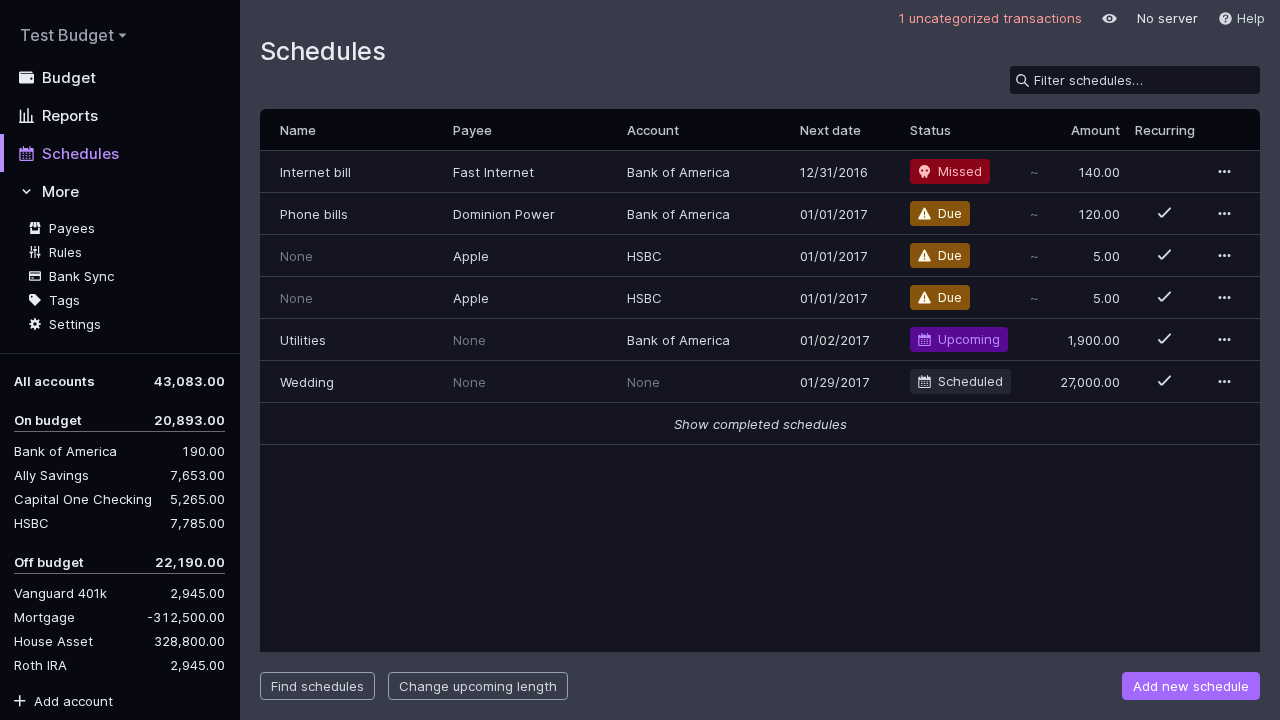 Test Budget
Budget
Reports
Schedules
More
Payees
Rules
Bank Sync
Tags
Settings
All accounts 43,083.00
On budget 20,893.00
Bank of America 190.00
Ally Savings 7,653.00
Capital One Checking 5,265.00
HSBC 7,785.00
Off budget 22,190.00
Vanguard 401k 2,945.00
Mortgage -312,500.00
House Asset 328,800.00
Roth IRA 2,945.00
Add account
1 uncategorized transactions No server Help
Schedules
Filter schedules...
Name Payee Account Next date Status Amount Recurring
Internet bill Fast Internet Bank of America 12/31/2016 Missed ~ 140.00
Phone bills Dominion Power Bank of America 01/01/2017 Due ~ 120.00
None Apple HSBC 01/01/2017 Due ~ 5.00
None Apple HSBC 01/01/2017 Due ~ 5.00
Utilities None Bank of America 01/02/2017 Upcoming 1,900.00
Wedding None None 01/29/2017 Scheduled 27,000.00
Show completed schedules
Find schedules Change upcoming length Add new schedule